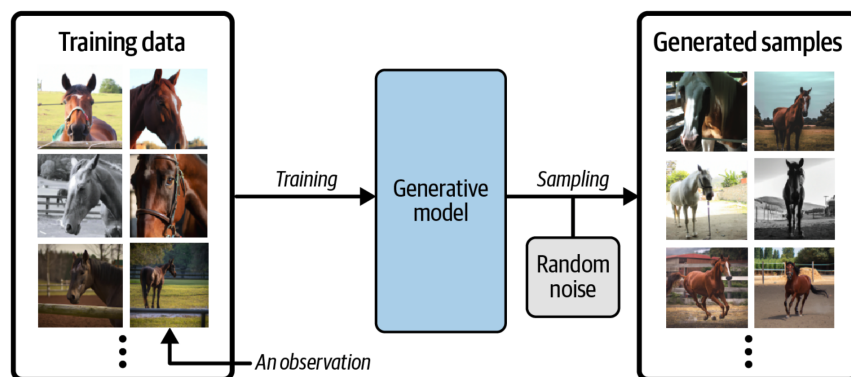 Training data
Generated samples
Training
Generative
model
Sampling
Random
noise
An observation